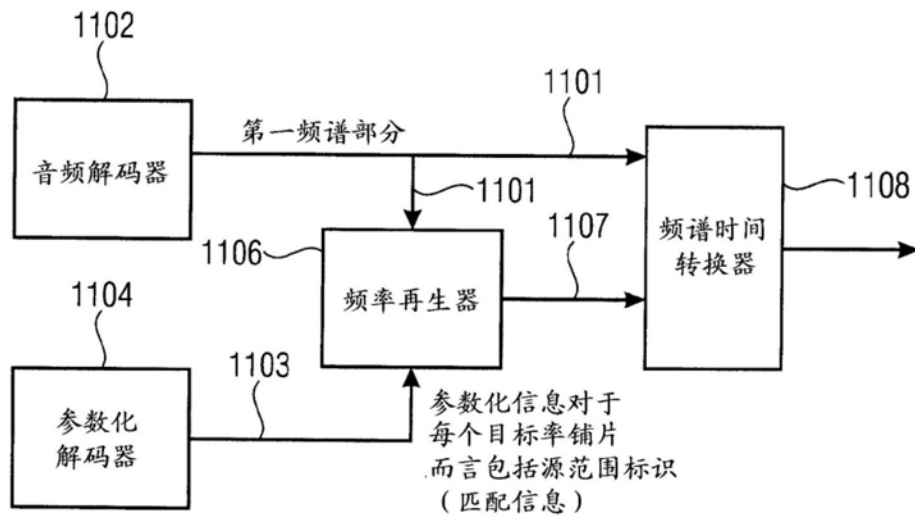 1102
音频解码器
第一频谱部分
1101
1101
1106
频率再生器
1107
频谱时间
转换器
1108
1104
参数化
解码器
1103
参数化信息对于
每个目标率铺片
而言包括源范围标识
（匹配信息）